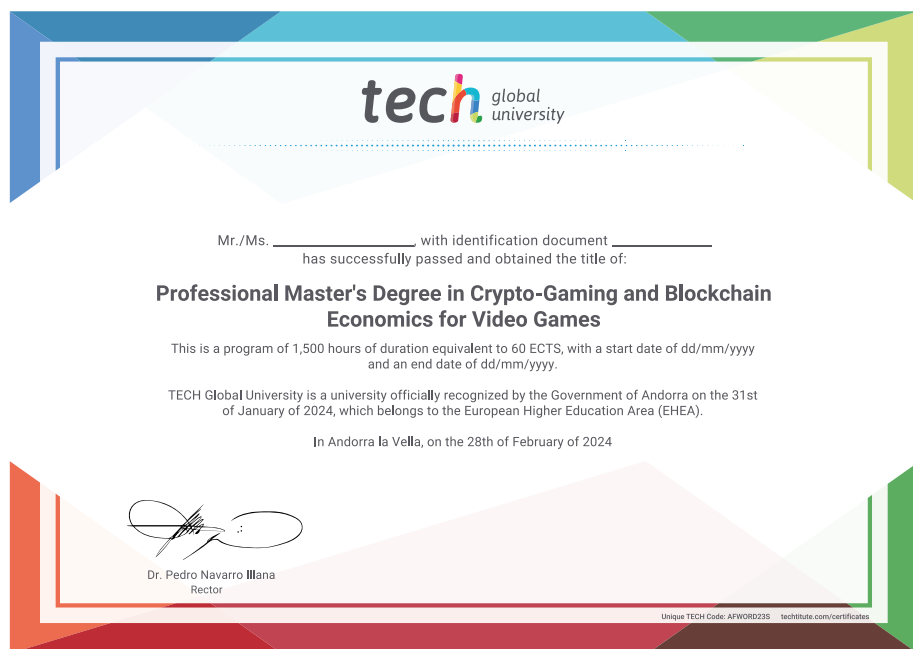 tech global
university
Mr./Ms. ____________________, with identification document ______________
has successfully passed and obtained the title of:
Professional Master's Degree in Crypto-Gaming and Blockchain
Economics for Video Games
This is a program of 1,500 hours of duration equivalent to 60 ECTS, with a start date of dd/mm/yyyy
and an end date of dd/mm/yyyy.
TECH Global University is a university officially recognized by the Government of Andorra on the 31st
of January of 2024, which belongs to the European Higher Education Area (EHEA).
In Andorra la Vella, on the 28th of February of 2024
Dr. Pedro Navarro Illana
Rector
Unique TECH Code: AFWORD23S techtitute.com/certificates